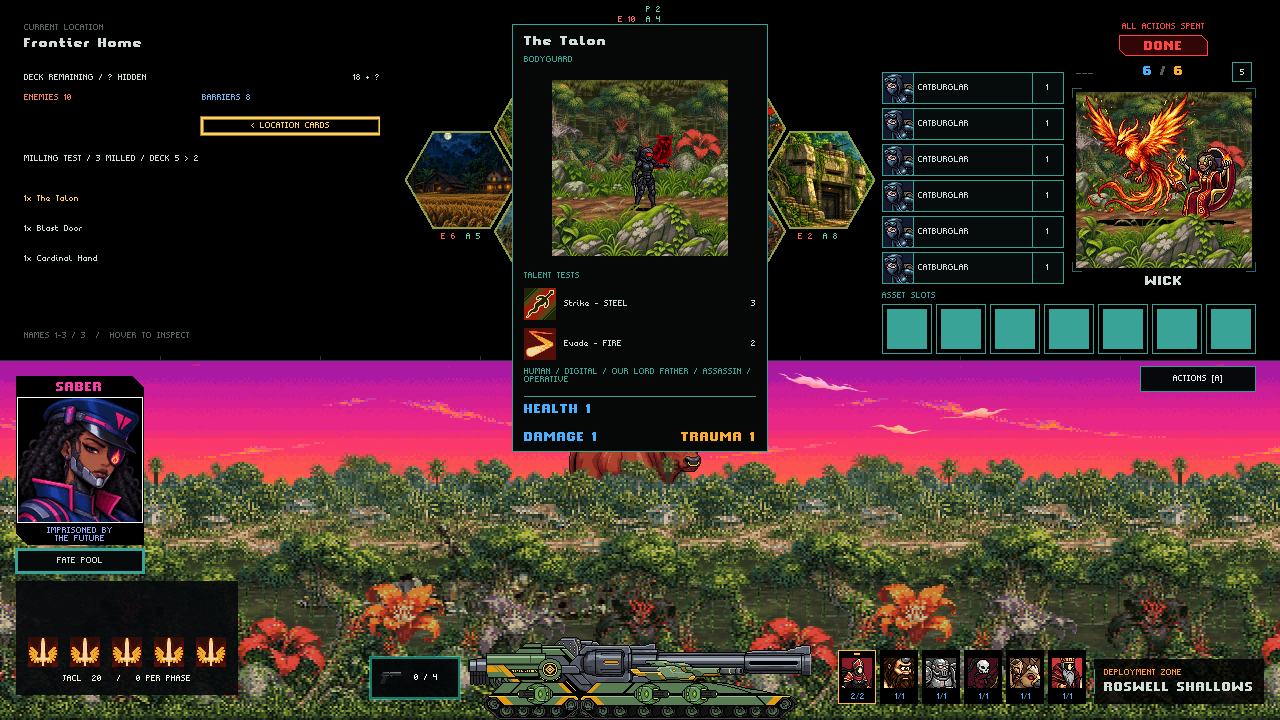 CURRENT LOCATION
Frontier Home
DECK REMAINING / ? HIDDEN
18 + ?
ENEMIES 10
BARRIERS 8
< LOCATION CARDS
MILLING TEST / 3 MILLED / DECK 5 > 2
1x The Talon
1x Blast Door
1x Cardinal Hand
NAMES 1-3 / 3 / HOVER TO INSPECT
P 2
E 10 A 4
E 6 A 5
E 2 A 8
The Talon
BODYGUARD
TALENT TESTS
Strike - STEEL 3
Evade - FIRE 2
HUMAN / DIGITAL / OUR LORD FATHER / ASSASSIN /
OPERATIVE
HEALTH 1
DAMAGE 1
TRAUMA 1
CATBURGLAR 1
CATBURGLAR 1
CATBURGLAR 1
CATBURGLAR 1
CATBURGLAR 1
CATBURGLAR 1
ASSET SLOTS
ALL ACTIONS SPENT
DONE
--- 6 / 6 5
WICK
ACTIONS [A]
SABER
IMPRISONED BY
THE FUTURE
FATE POOL
0 / 4
2/2
1/1
1/1
1/1
1/1
1/1
DEPLOYMENT ZONE
ROSWELL SHALLOWS